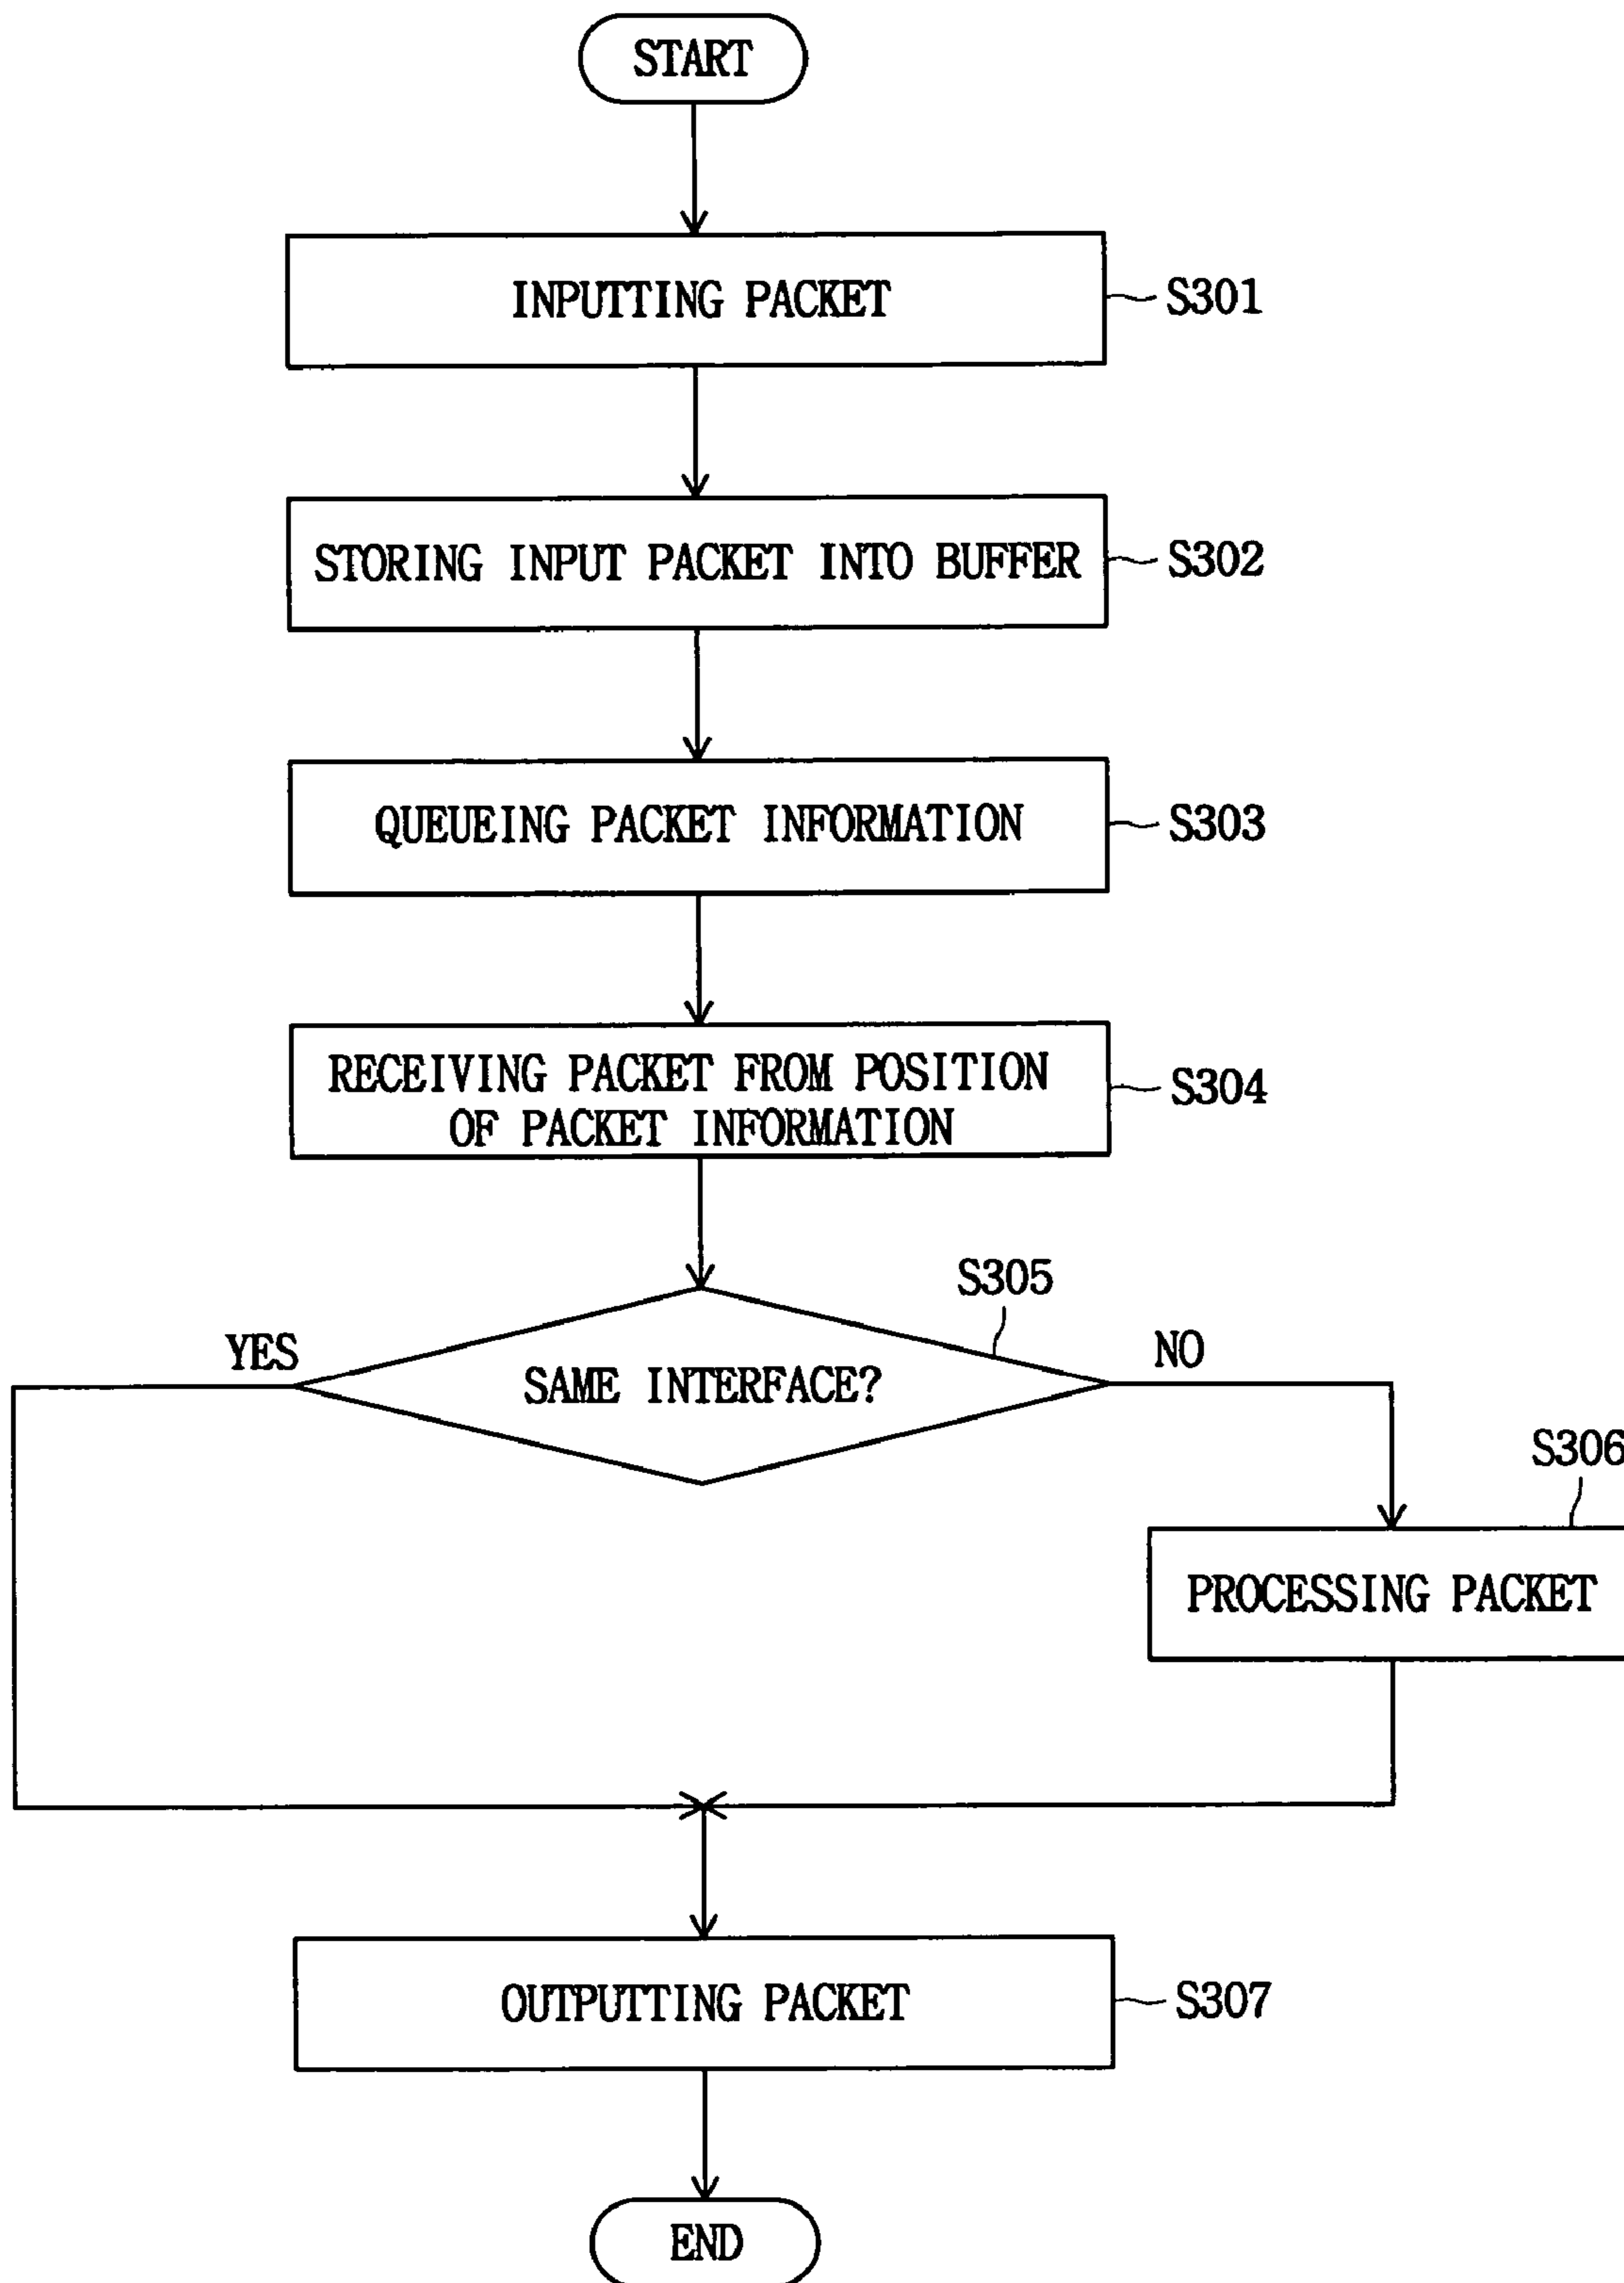 START
INPUTTING PACKET
S301
STORING INPUT PACKET INTO BUFFER
S302
QUEUEING PACKET INFORMATION
S303
RECEIVING PACKET FROM POSITION
OF PACKET INFORMATION
S304
S305
YES
SAME INTERFACE?
NO
S306
PROCESSING PACKET
OUTPUTTING PACKET
S307
END